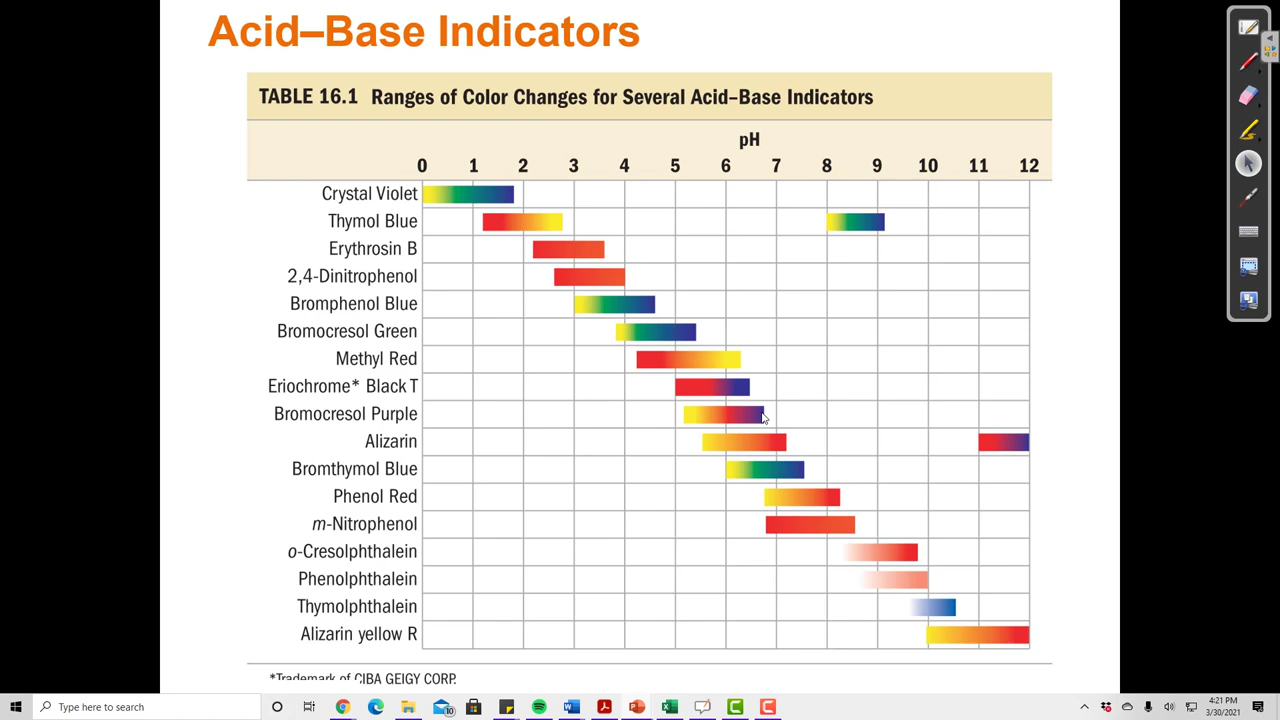 Acid–Base Indicators
TABLE 16.1 Ranges of Color Changes for Several Acid–Base Indicators
pH
0 1 2 3 4 5 6 7 8 9 10 11 12
Crystal Violet
Thymol Blue
Erythrosin B
2,4-Dinitrophenol
Bromphenol Blue
Bromocresol Green
Methyl Red
Eriochrome* Black T
Bromocresol Purple
Alizarin
Bromthymol Blue
Phenol Red
m-Nitrophenol
o-Cresolphthalein
Phenolphthalein
Thymolphthalein
Alizarin yellow R
*Trademark of CIBA GEIGY CORP.
Type here to search
4:21 PM
3/30/2021